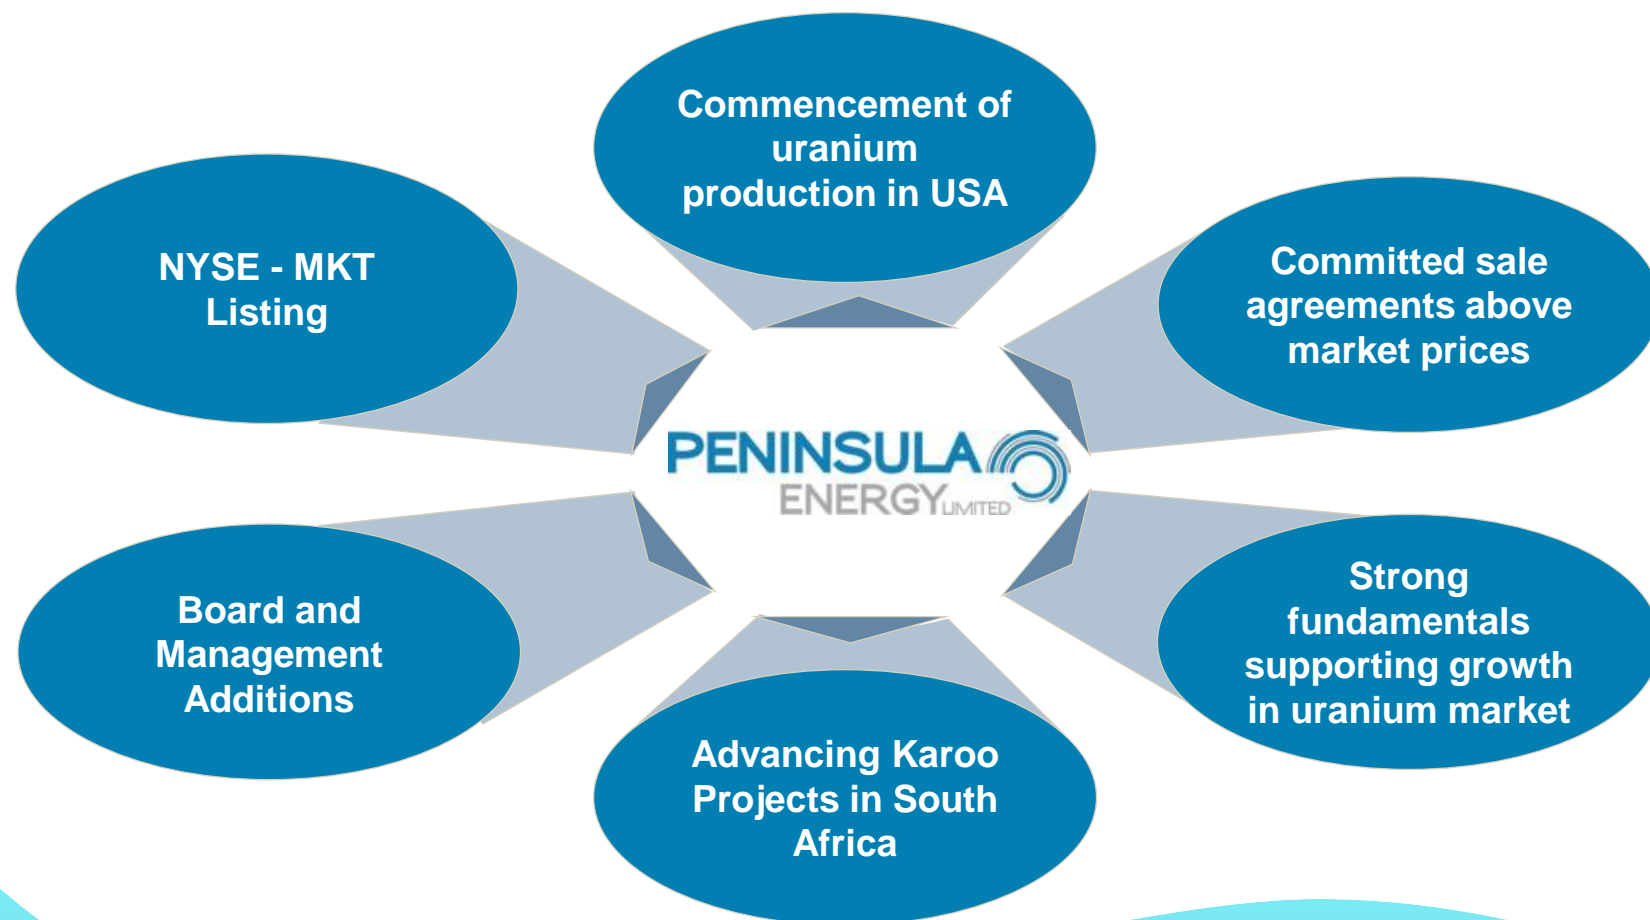 Commencement of
uranium
production in USA
NYSE - MKT
Listing
Committed sale
agreements above
market prices
PENINSULA
ENERGY LIMITED
Board and
Management
Additions
Strong
fundamentals
supporting growth
in uranium market
Advancing Karoo
Projects in South
Africa